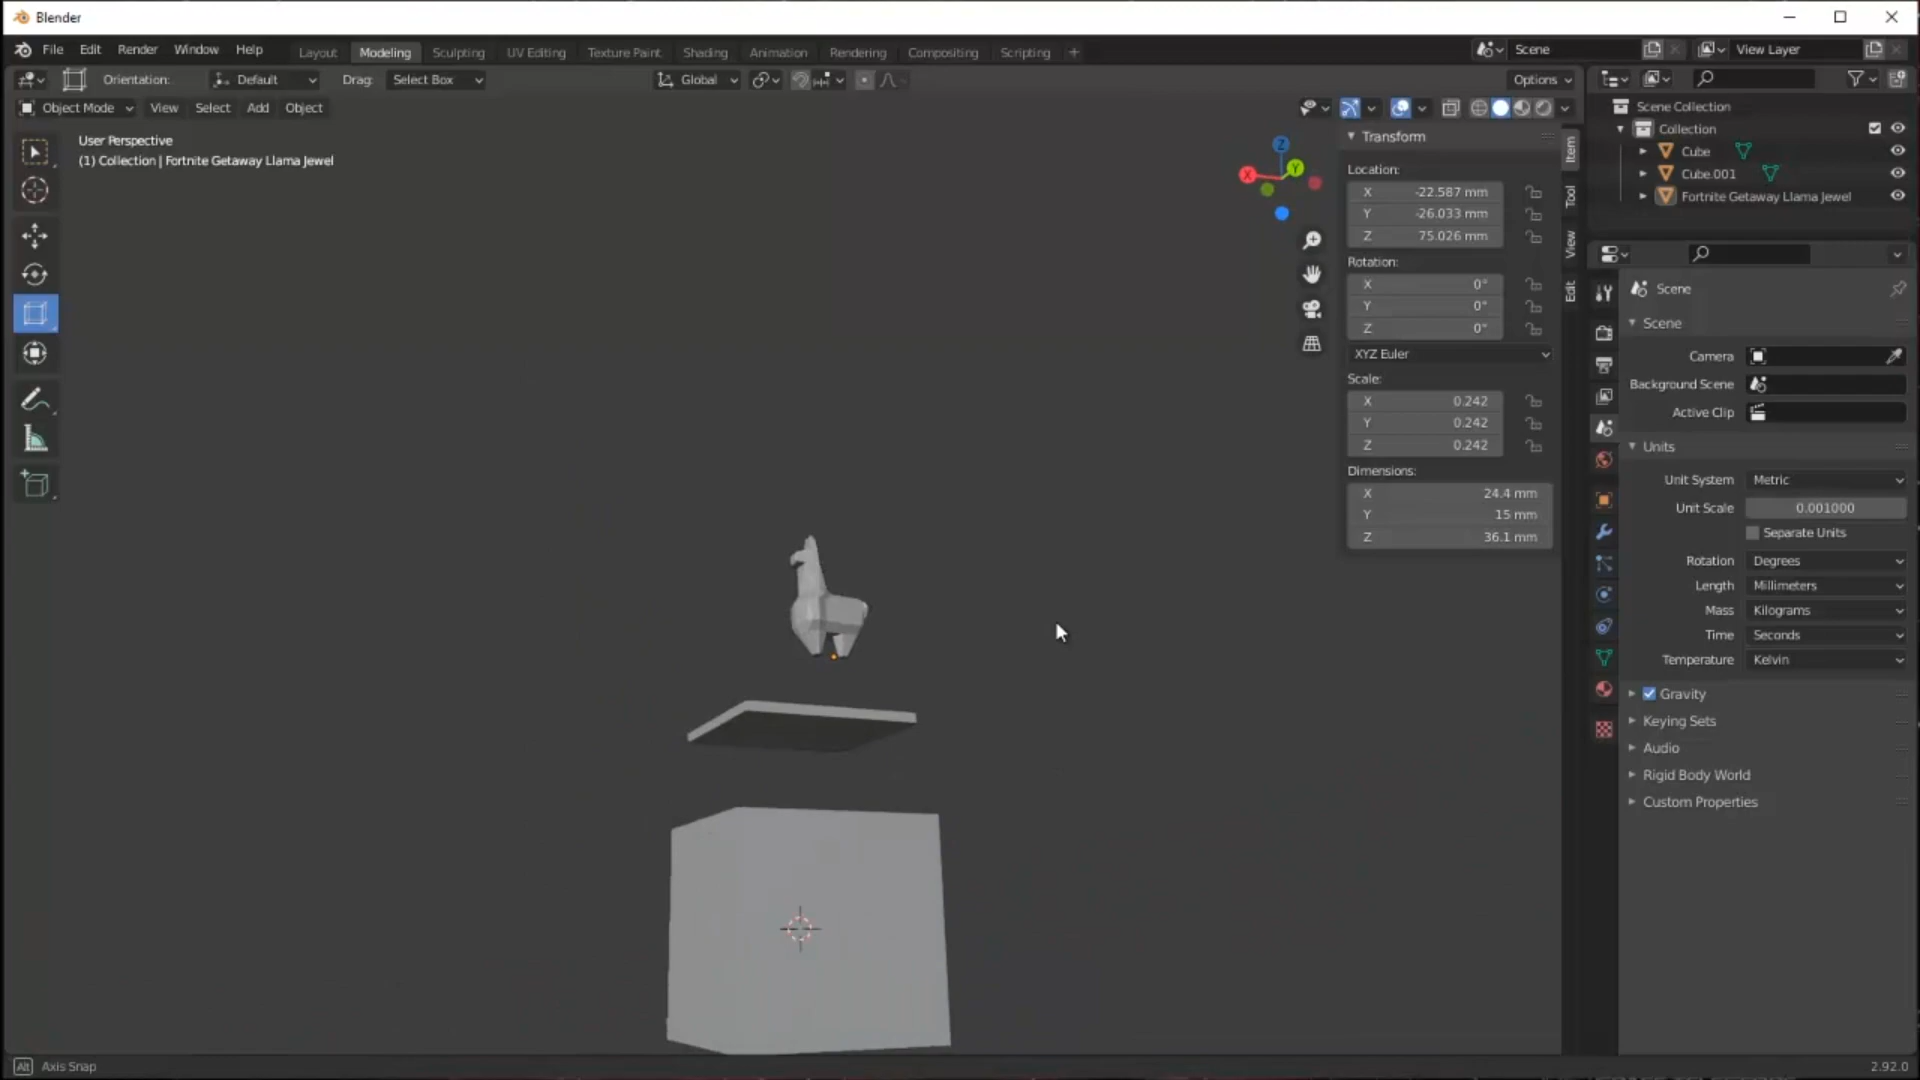 Blender
File Edit Render Window Help Layout Modeling Sculpting UV Editing Texture Paint Shading Animation Rendering Compositing Scripting + Scene View Layer
Orientation: Default Drag: Select Box Global Options
Object Mode View Select Add Object
User Perspective
(1) Collection | Fortnite Getaway Llama Jewel
Z
X
Y
Transform
Location:
X -22.587 mm
Y -26.033 mm
Z 75.026 mm
Rotation:
X 0°
Y 0°
Z 0°
XYZ Euler
Scale:
X 0.242
Y 0.242
Z 0.242
Dimensions:
X 24.4 mm
Y 15 mm
Z 36.1 mm
Item
Tool
View
Edit
Scene Collection
Collection
Cube
Cube.001
Fortnite Getaway Llama Jewel
Scene
Scene
Camera
Background Scene
Active Clip
Units
Unit System Metric
Unit Scale 0.001000
Separate Units
Rotation Degrees
Length Millimeters
Mass Kilograms
Time Seconds
Temperature Kelvin
Gravity
Keying Sets
Audio
Rigid Body World
Custom Properties
Alt Axis Snap
2.92.0